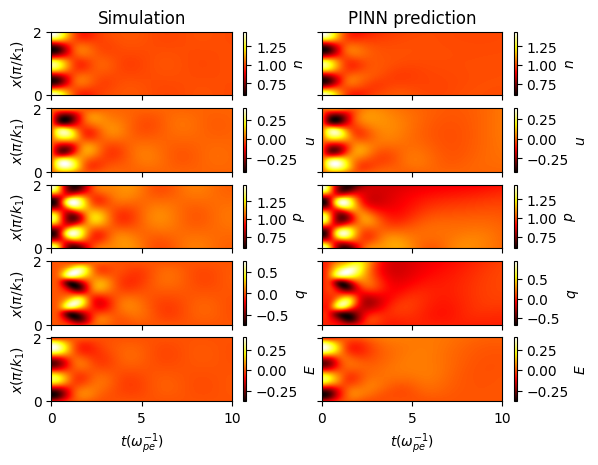 Simulation
PINN prediction
2
x(π/k₁)
0
1.25
1.00
0.75
n
1.25
1.00
0.75
n
2
x(π/k₁)
0
0.25
0.00
−0.25
u
0.25
0.00
−0.25
u
2
x(π/k₁)
0
1.25
1.00
0.75
p
1.25
1.00
0.75
p
2
x(π/k₁)
0
0.5
0.0
−0.5
q
0.5
0.0
−0.5
q
2
x(π/k₁)
0
0.25
0.00
−0.25
E
0.25
0.00
−0.25
E
0 5 10
0 5 10
t(ω_{pe}^{-1})
t(ω_{pe}^{-1})